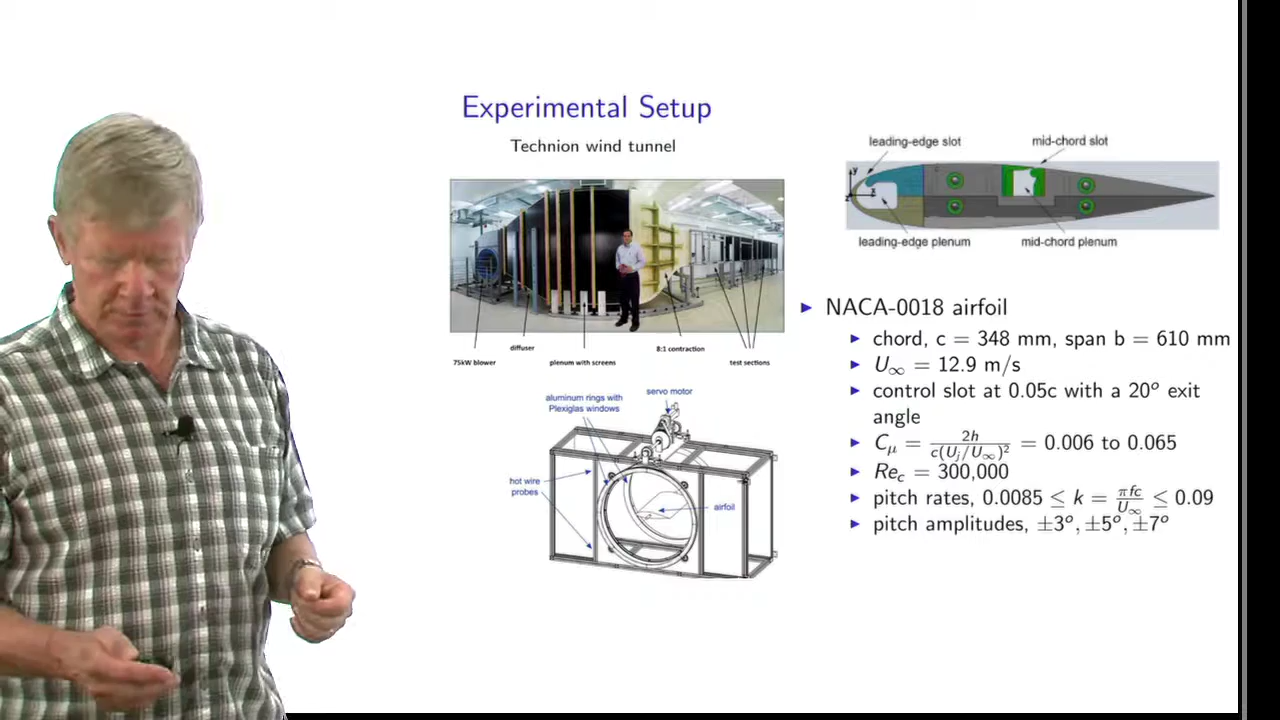 Experimental Setup
Technion wind tunnel
75kW blower
diffuser
plenum with screens
8:1 contraction
test sections
servo motor
aluminum rings with
Plexiglas windows
hot wire
probes
airfoil
leading-edge slot
mid-chord slot
y
x
z
leading-edge plenum
mid-chord plenum
► NACA-0018 airfoil
► chord, c = 348 mm, span b = 610 mm
► U∞ = 12.9 m/s
► control slot at 0.05c with a 20° exit
angle
► Cμ = 2h / c(Uj/U∞)² = 0.006 to 0.065
► Rec = 300,000
► pitch rates, 0.0085 ≤ k = πfc / U∞ ≤ 0.09
► pitch amplitudes, ±3°, ±5°, ±7°